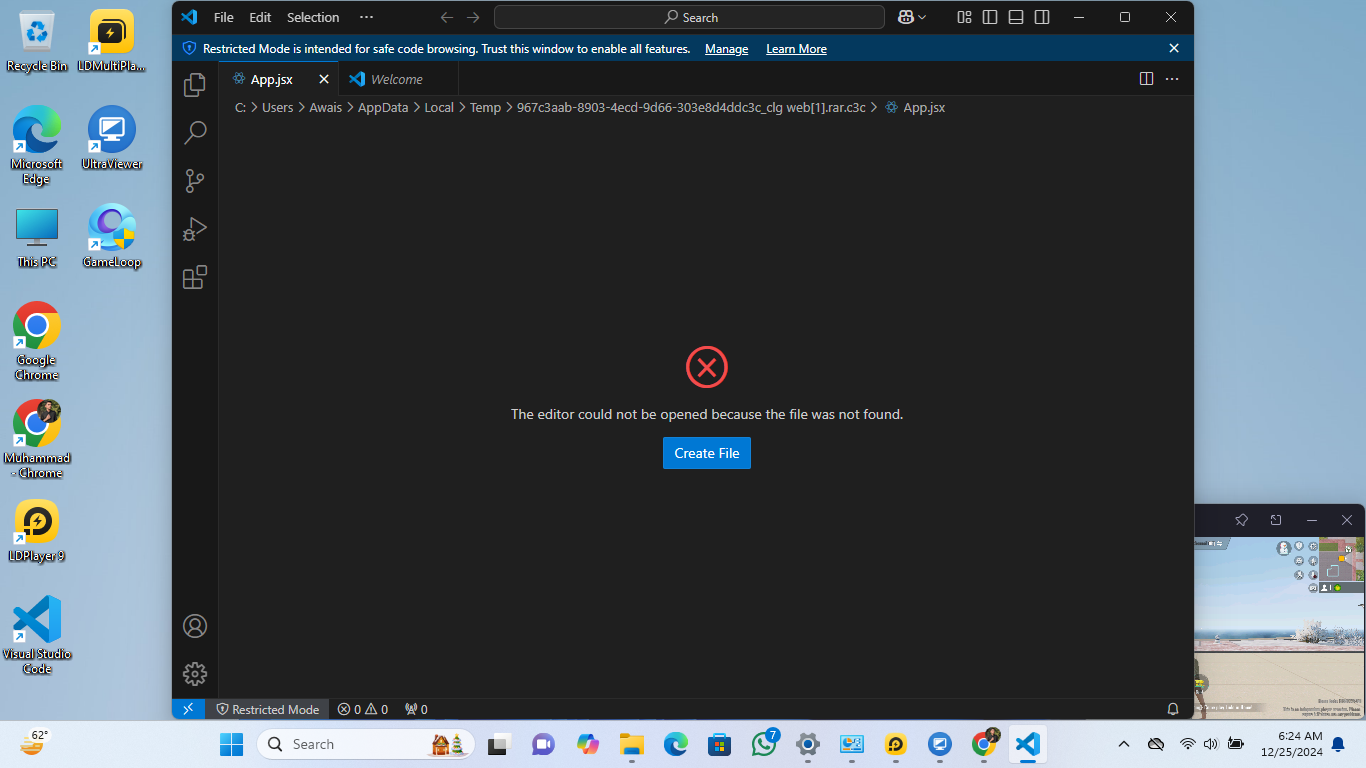 File Edit Selection ···
Search
Restricted Mode is intended for safe code browsing. Trust this window to enable all features. Manage Learn More
App.jsx
Welcome
C: > Users > Awais > AppData > Local > Temp > 967c3aab-8903-4ecd-9d66-303e8d4ddc3c_clg web[1].rar.c3c > App.jsx
The editor could not be opened because the file was not found.
Create File
Restricted Mode 0 0 0
Recycle Bin
LDMultiPla...
Microsoft
Edge
UltraViewer
This PC
GameLoop
Google
Chrome
Muhammad
- Chrome
LDPlayer 9
Visual Studio
Code
62°
Search
7
6:24 AM
12/25/2024